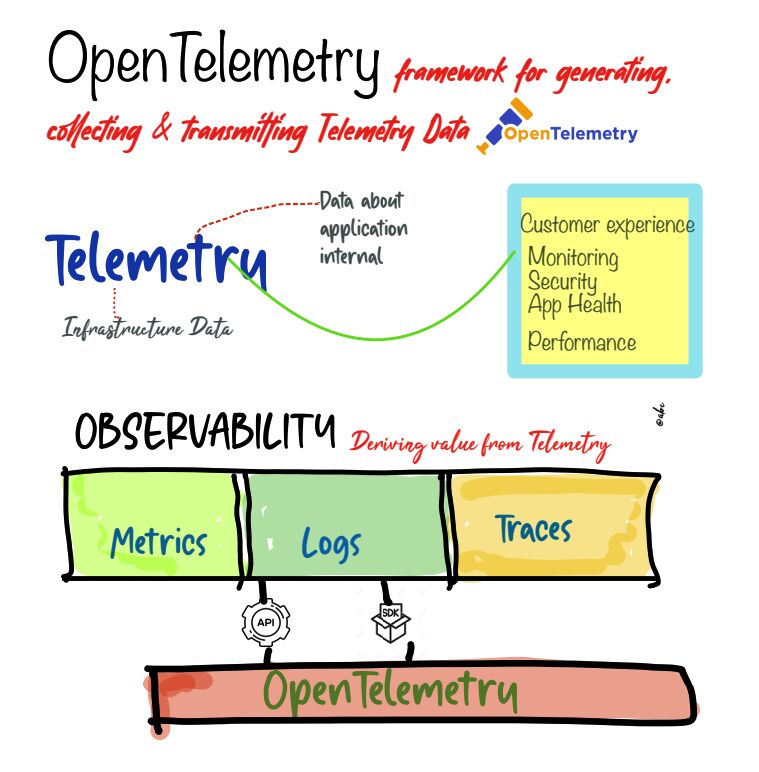 OpenTelemetry framework for generating,
collecting & transmitting Telemetry Data
OpenTelemetry
Data about
application
internal
Telemetry
Infrastructure Data
Customer experience
Monitoring
Security
App Health
Performance
@abc
OBSERVABILITY Deriving value from Telemetry
Metrics
Logs
Traces
API
SDK
OpenTelemetry